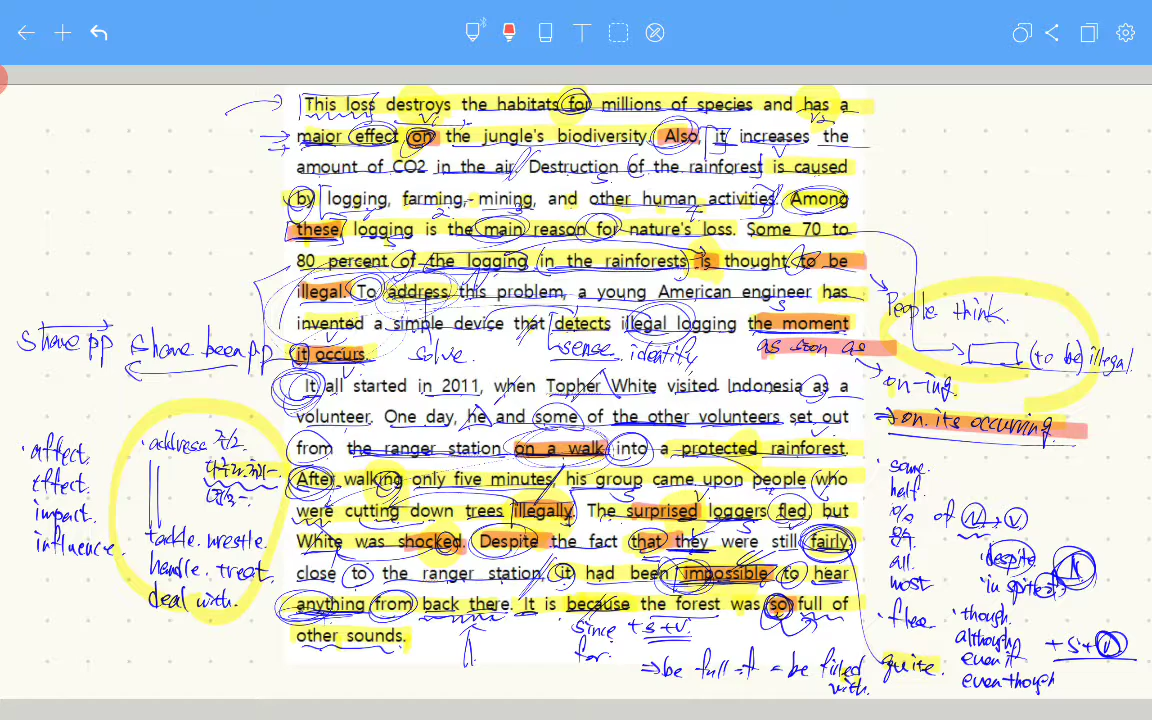 This loss destroys the habitats for millions of species and has a
major effect on the jungle's biodiversity. Also, it increases the
amount of CO2 in the air. Destruction of the rainforest is caused
by logging, farming, mining, and other human activities. Among
these, logging is the main reason for nature's loss. Some 70 to
80 percent of the logging in the rainforests is thought to be
illegal. To address this problem, a young American engineer has
invented a simple device that detects illegal logging the moment
it occurs.
It all started in 2011, when Topher White visited Indonesia as a
volunteer. One day, he and some of the other volunteers set out
from the ranger station on a walk into a protected rainforest.
After walking only five minutes, his group came upon people who
were cutting down trees illegally. The surprised loggers fled but
White was shocked. Despite the fact that they were still fairly
close to the ranger station, it had been impossible to hear
anything from back there. It is because the forest was so full of
other sounds.
solve
sense identify
as soon as
People think
(to be) illegal
on -ing
on its occurring
share pp
share been pp
affect
effect
impact
influence
address
tackle. wrestle.
handle. treat
deal with.
some.
half.
all.
most
of N → V
despite
in spite of
N
flee
though
although
even if
even though
+ S + V
since
for
+ S + V
⇒ be full of = be filled with.
quite.